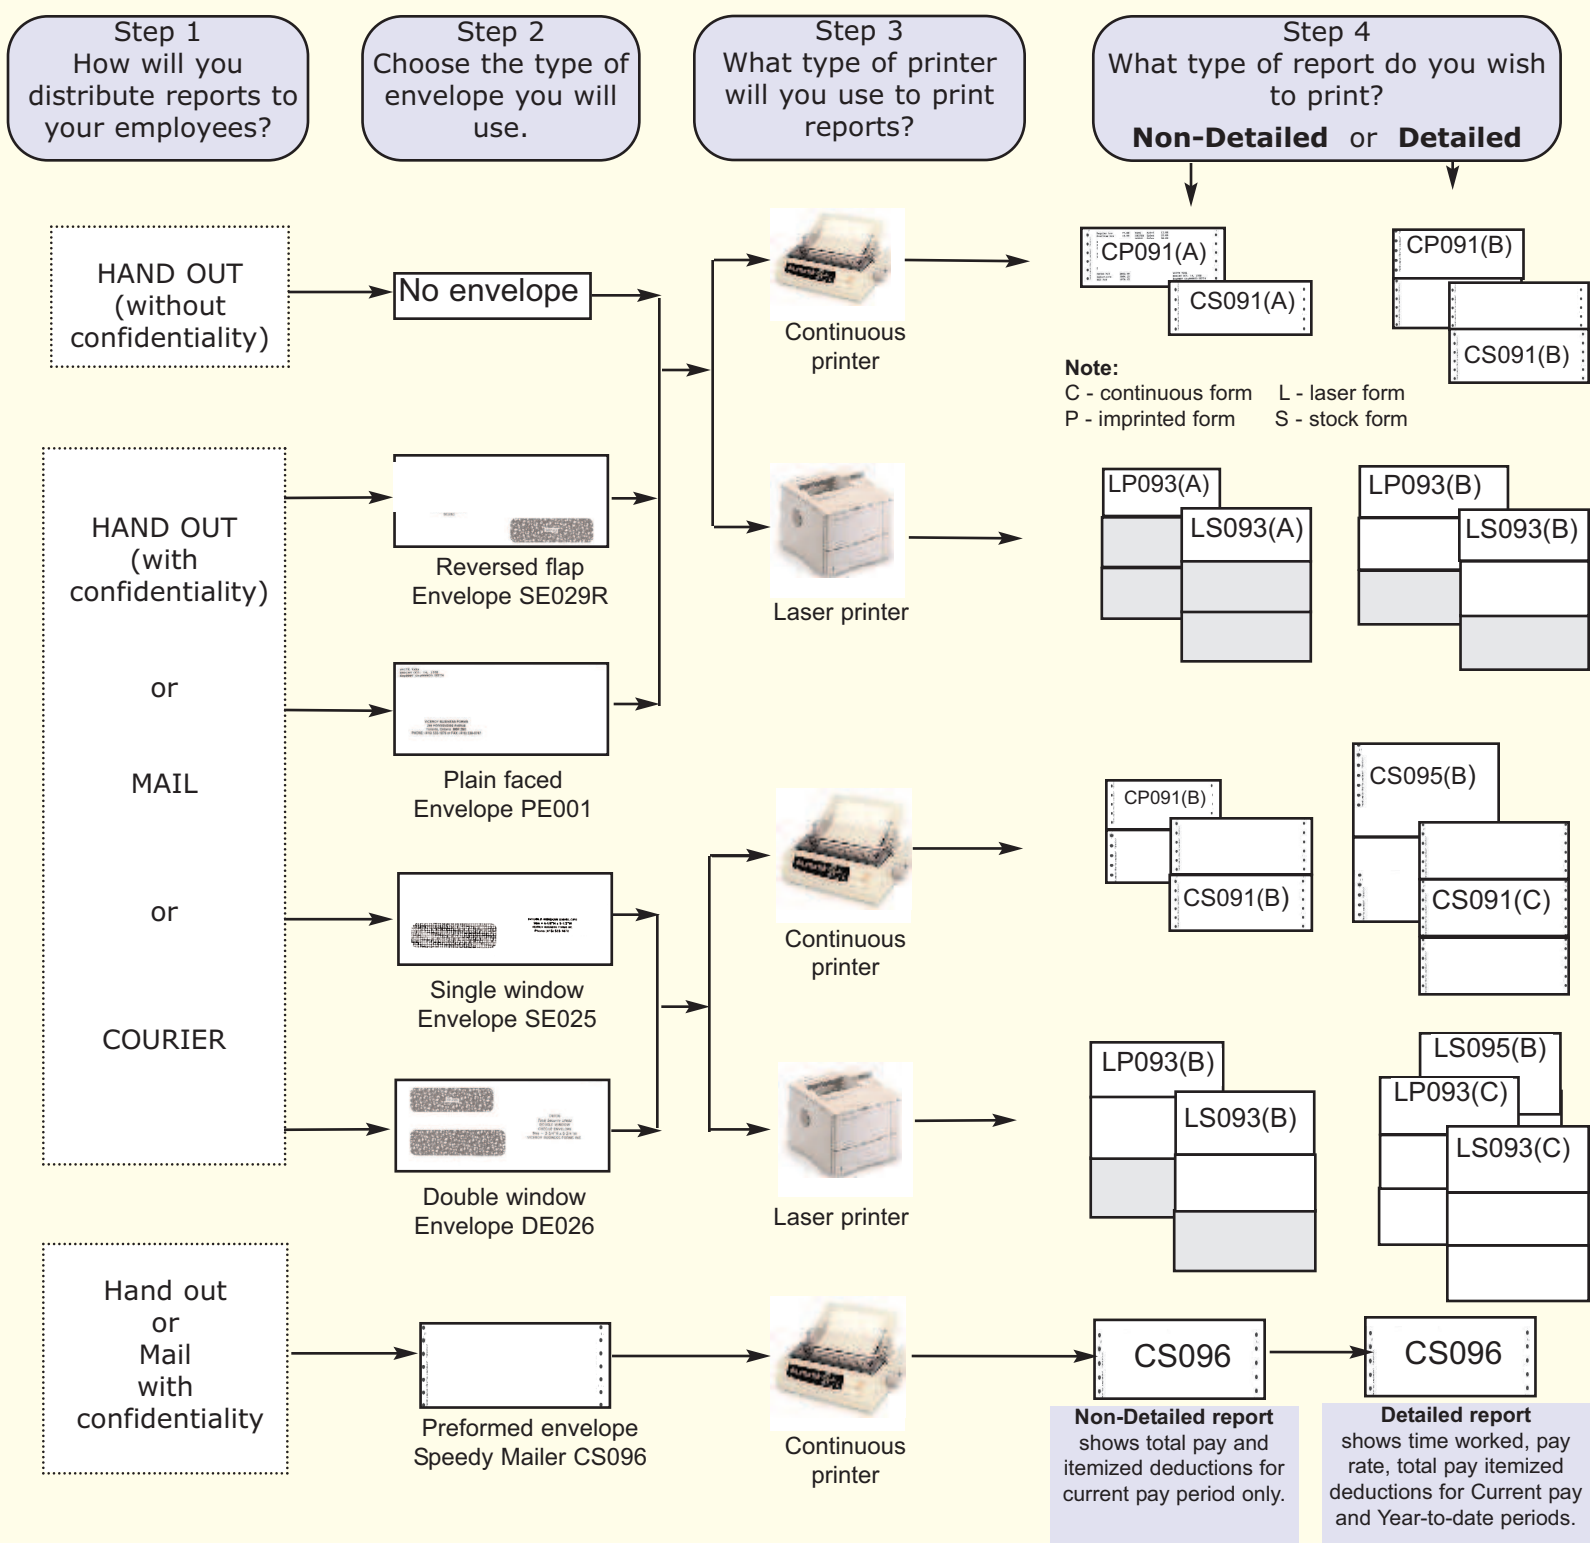 Step 1
How will you
distribute reports to
your employees?
Step 2
Choose the type of
envelope you will
use.
Step 3
What type of printer
will you use to print
reports?
Step 4
What type of report do you wish
to print?
Non-Detailed or Detailed
HAND OUT
(without
confidentiality)
No envelope
Continuous
printer
CP091(A)
CS091(A)
CP091(B)
CS091(B)
Note:
C - continuous form L - laser form
P - imprinted form S - stock form
HAND OUT
(with
confidentiality)
or
MAIL
or
COURIER
Reversed flap
Envelope SE029R
Laser printer
LP093(A)
LS093(A)
LP093(B)
LS093(B)
Plain faced
Envelope PE001
Single window
Envelope SE025
Continuous
printer
CP091(B)
CS091(B)
CS095(B)
CS091(C)
Double window
Envelope DE026
Laser printer
LP093(B)
LS093(B)
LS095(B)
LP093(C)
LS093(C)
Hand out
or
Mail
with
confidentiality
Preformed envelope
Speedy Mailer CS096
Continuous
printer
CS096
CS096
Non-Detailed report
shows total pay and
itemized deductions for
current pay period only.
Detailed report
shows time worked, pay
rate, total pay itemized
deductions for Current pay
and Year-to-date periods.